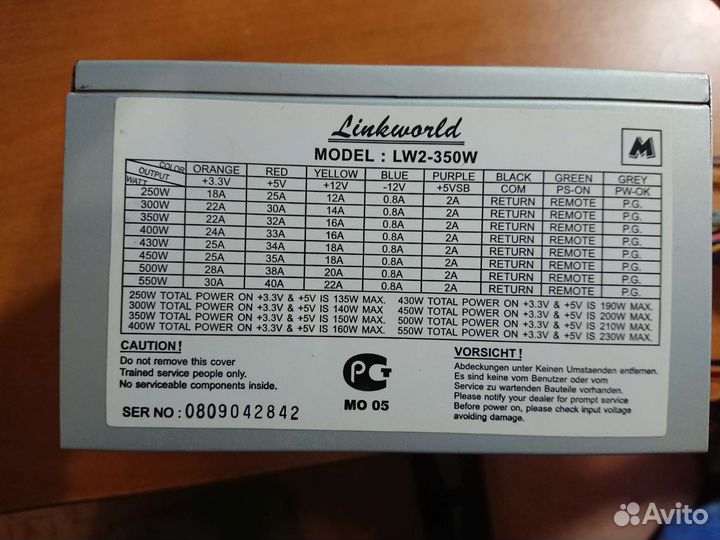 Linkworld
MODEL : LW2-350W
M
COLOR OUTPUT WATT ORANGE RED YELLOW BLUE PURPLE BLACK GREEN GREY
+3.3V +5V +12V -12V +5VSB COM PS-ON PW-OK
250W 18A 25A 12A 0.8A 2A RETURN REMOTE P.G.
300W 22A 30A 14A 0.8A 2A RETURN REMOTE P.G.
350W 22A 32A 16A 0.8A 2A RETURN REMOTE P.G.
400W 24A 33A 16A 0.8A 2A RETURN REMOTE P.G.
430W 25A 34A 18A 0.8A 2A RETURN REMOTE P.G.
450W 25A 35A 18A 0.8A 2A RETURN REMOTE P.G.
500W 28A 38A 20A 0.8A 2A RETURN REMOTE P.G.
550W 30A 40A 22A 0.8A 2A RETURN REMOTE P.G.
250W TOTAL POWER ON +3.3V & +5V IS 135W MAX. 430W TOTAL POWER ON +3.3V & +5V IS 190W MAX.
300W TOTAL POWER ON +3.3V & +5V IS 140W MAX. 450W TOTAL POWER ON +3.3V & +5V IS 200W MAX.
350W TOTAL POWER ON +3.3V & +5V IS 150W MAX. 500W TOTAL POWER ON +3.3V & +5V IS 210W MAX.
400W TOTAL POWER ON +3.3V & +5V IS 160W MAX. 550W TOTAL POWER ON +3.3V & +5V IS 230W MAX.
CAUTION!
Do not remove this cover
Trained service people only.
No serviceable components inside.
SER NO : 0809042842
РСТ
MO 05
VORSICHT!
Abdeckungen unter Keinen Umstaenden entfernen.
Es sind keine vom Benutzer oder vom
Service zu wartenden Bauteile vorhanden.
Please contact your dealer for prompt service
Before power on, please check input voltage
avoiding damage.
Avito